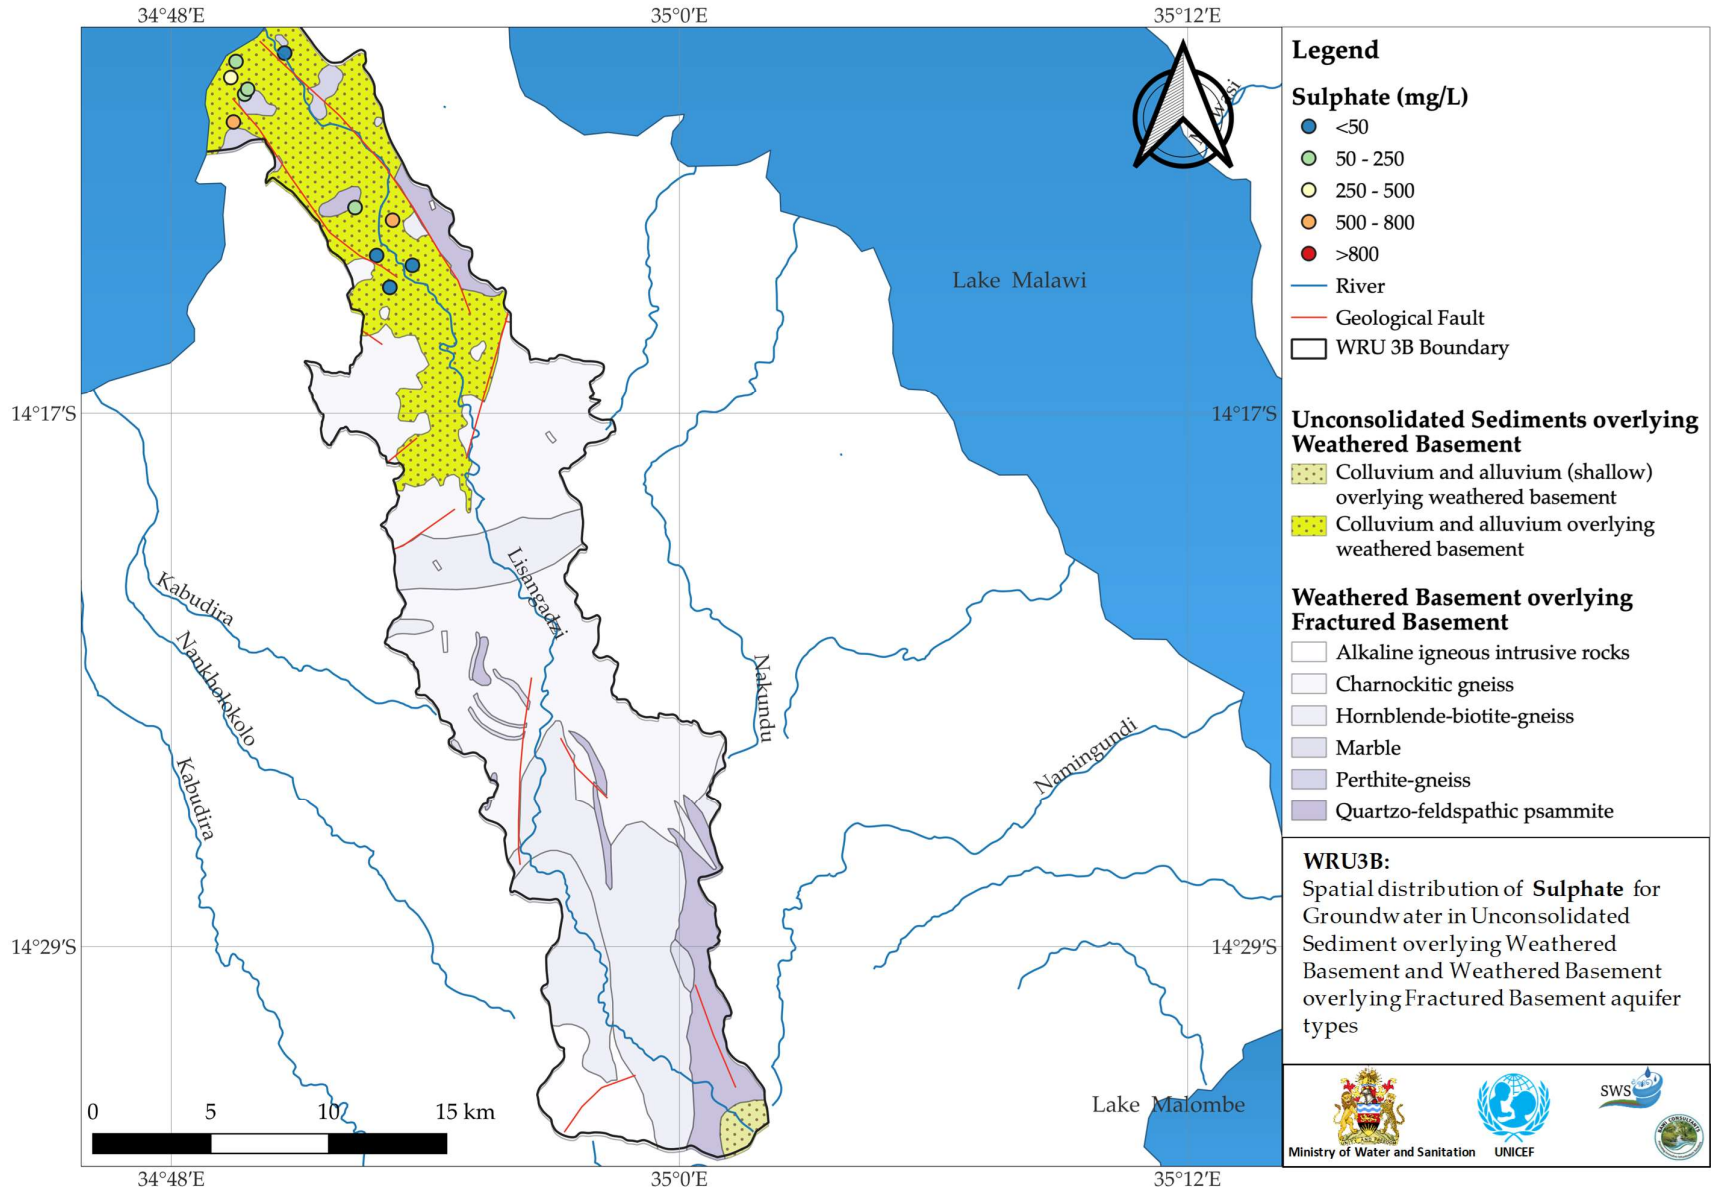 34°48′E
35°0′E
35°12′E
Lake Malawi
14°17′S
14°17′S
Lisangadzi
Kabudira
Nankholokolo
Nakundu
Kabudira
Namingundi
14°29′S
14°29′S
Lake Malombe
0 5 10 15 km
34°48′E
35°0′E
35°12′E
Legend
Sulphate (mg/L)
<50
50 - 250
250 - 500
500 - 800
>800
River
Geological Fault
WRU 3B Boundary
Unconsolidated Sediments overlying
Weathered Basement
Colluvium and alluvium (shallow)
overlying weathered basement
Colluvium and alluvium overlying
weathered basement
Weathered Basement overlying
Fractured Basement
Alkaline igneous intrusive rocks
Charnockitic gneiss
Hornblende-biotite-gneiss
Marble
Perthite-gneiss
Quartzo-feldspathic psammite
WRU3B:
Spatial distribution of Sulphate for
Groundwater in Unconsolidated
Sediment overlying Weathered
Basement and Weathered Basement
overlying Fractured Basement aquifer
types
Ministry of Water and Sanitation
UNICEF
SWS